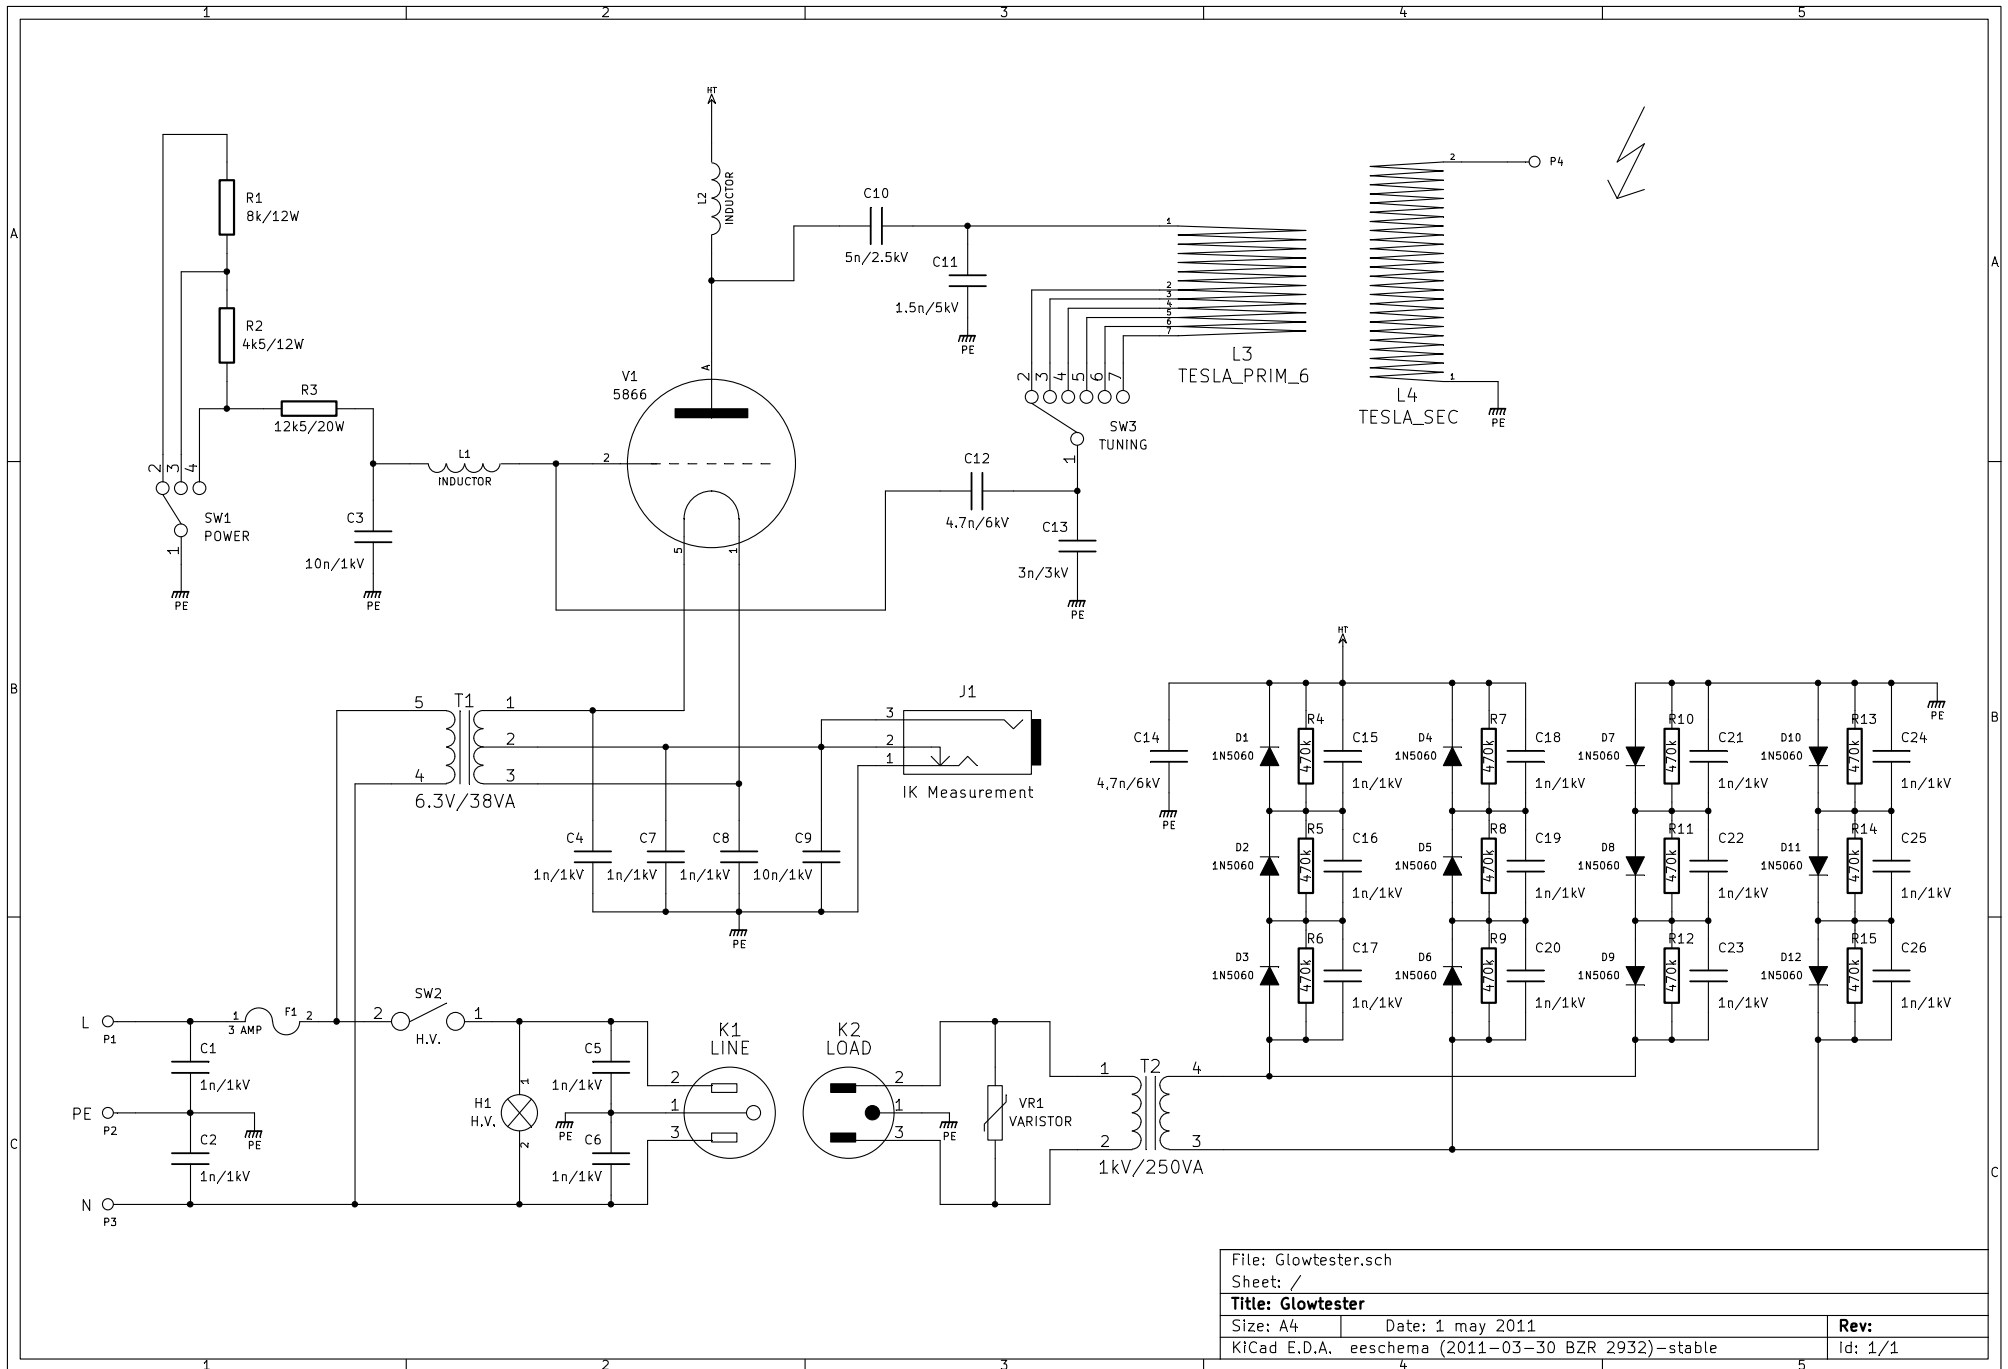 1 2 3 4 5
A A
B B
C C
1 2 3 4 5
HT
R1
8k/12W
R2
4k5/12W
R3
12k5/20W
2 3 4
SW1
POWER
1
PE
C3
10n/1kV
PE
L1
INDUCTOR
L2
INDUCTOR
V1
5866
A
2
5
1
C10
5n/2.5kV
C11
1.5n/5kV
PE
1
2
3
4
5
6
7
L3
TESLA_PRIM_6
2
P4
1
L4
TESLA_SEC
PE
2 3 4 5 6 7
SW3
TUNING
1
C12
4.7n/6kV
C13
3n/3kV
PE
5
4
T1
1
2
3
6.3V/38VA
J1
3
2
1
IK Measurement
C4
1n/1kV
C7
1n/1kV
C8
1n/1kV
C9
10n/1kV
PE
HT
C14
4.7n/6kV
PE
D1
1N5060
R4
470k
C15
1n/1kV
D4
1N5060
R7
470k
C18
1n/1kV
D7
1N5060
R10
470k
C21
1n/1kV
D10
1N5060
R13
470k
C24
1n/1kV
PE
D2
1N5060
R5
470k
C16
1n/1kV
D5
1N5060
R8
470k
C19
1n/1kV
D8
1N5060
R11
470k
C22
1n/1kV
D11
1N5060
R14
470k
C25
1n/1kV
D3
1N5060
R6
470k
C17
1n/1kV
D6
1N5060
R9
470k
C20
1n/1kV
D9
1N5060
R12
470k
C23
1n/1kV
D12
1N5060
R15
470k
C26
1n/1kV
L
P1
PE
P2
N
P3
C1
1n/1kV
C2
1n/1kV
PE
1
F1
2
3 AMP
SW2
2
1
H.V.
H1
H.V.
1
2
C5
1n/1kV
PE
C6
1n/1kV
K1
LINE
2
1
3
K2
LOAD
2
1
3
PE
VR1
VARISTOR
1
2
T2
4
3
1kV/250VA
File: Glowtester.sch
Sheet: /
Title: Glowtester
Size: A4 Date: 1 may 2011 Rev:
KiCad E.D.A. eeschema (2011-03-30 BZR 2932)-stable Id: 1/1